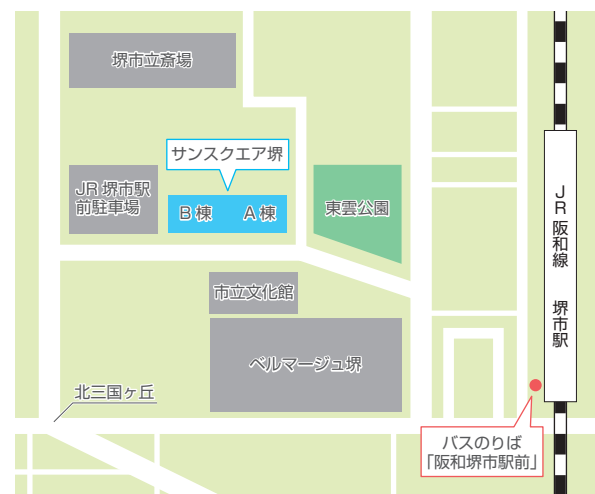 堺市立斎場
サンスクエア堺
JR 堺市駅
前駐車場
B 棟
A 棟
東雲公園
JR阪和線 堺市駅
市立文化館
ベルマージュ堺
北三国ヶ丘
バスのりば
「阪和堺市駅前」